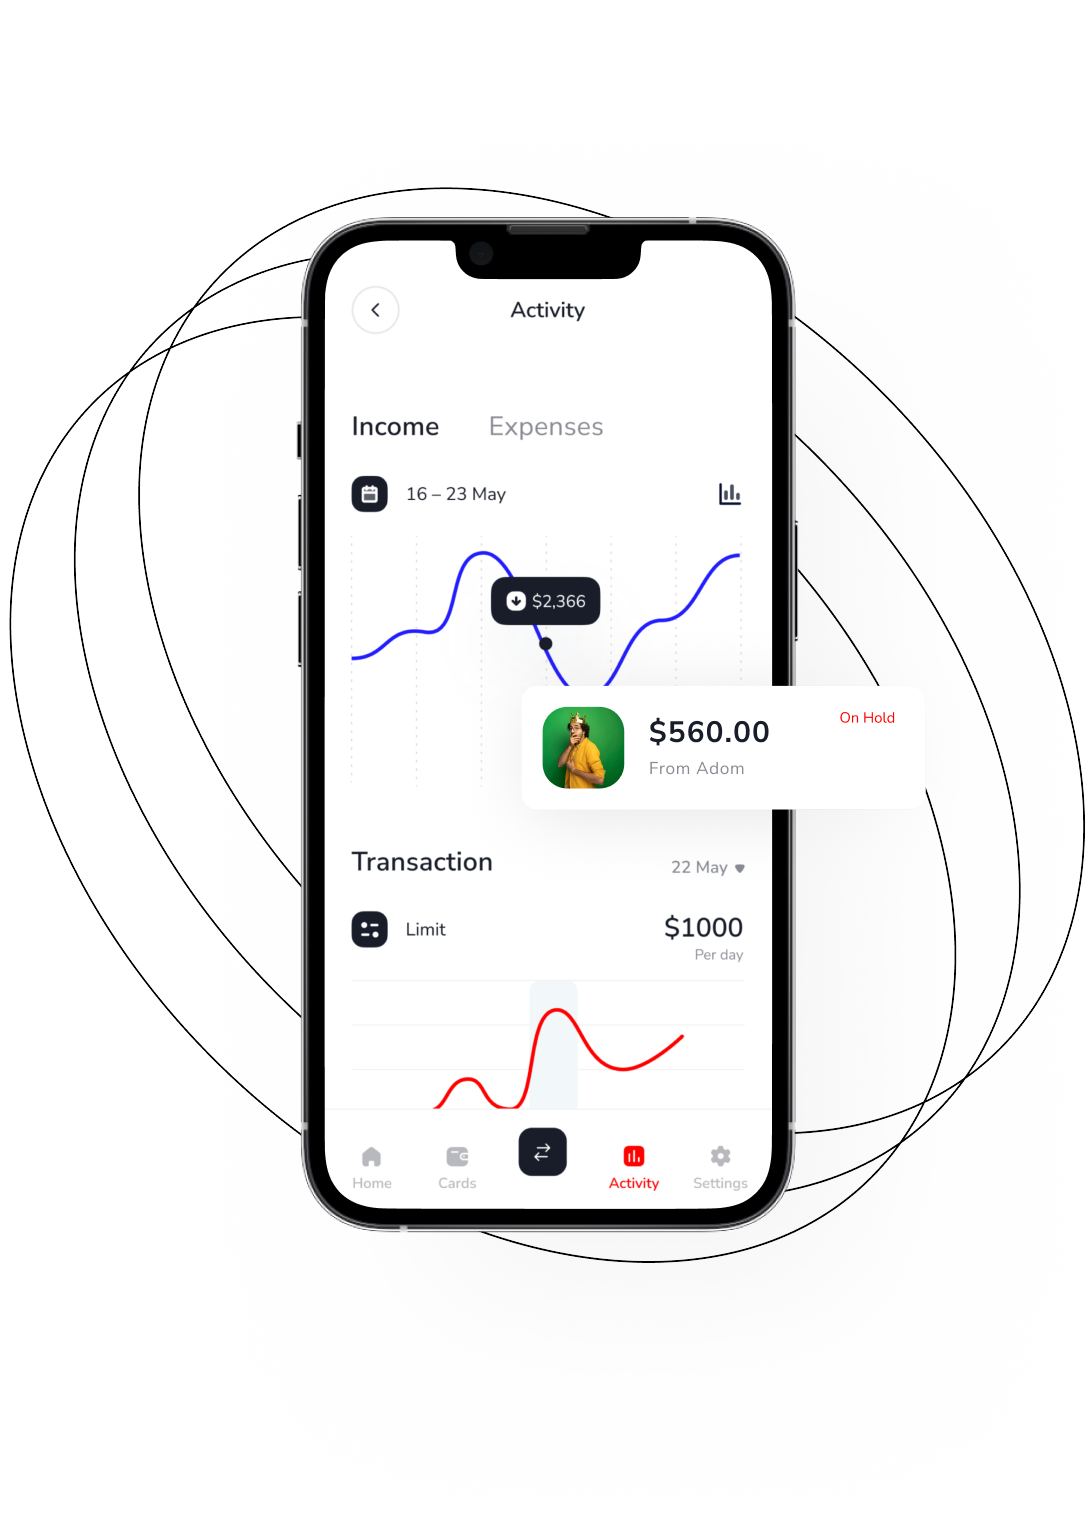 Activity
Income Expenses
16 – 23 May
$2,366
$560.00
On Hold
From Adom
Transaction
22 May
Limit
$1000
Per day
Home Cards Activity Settings